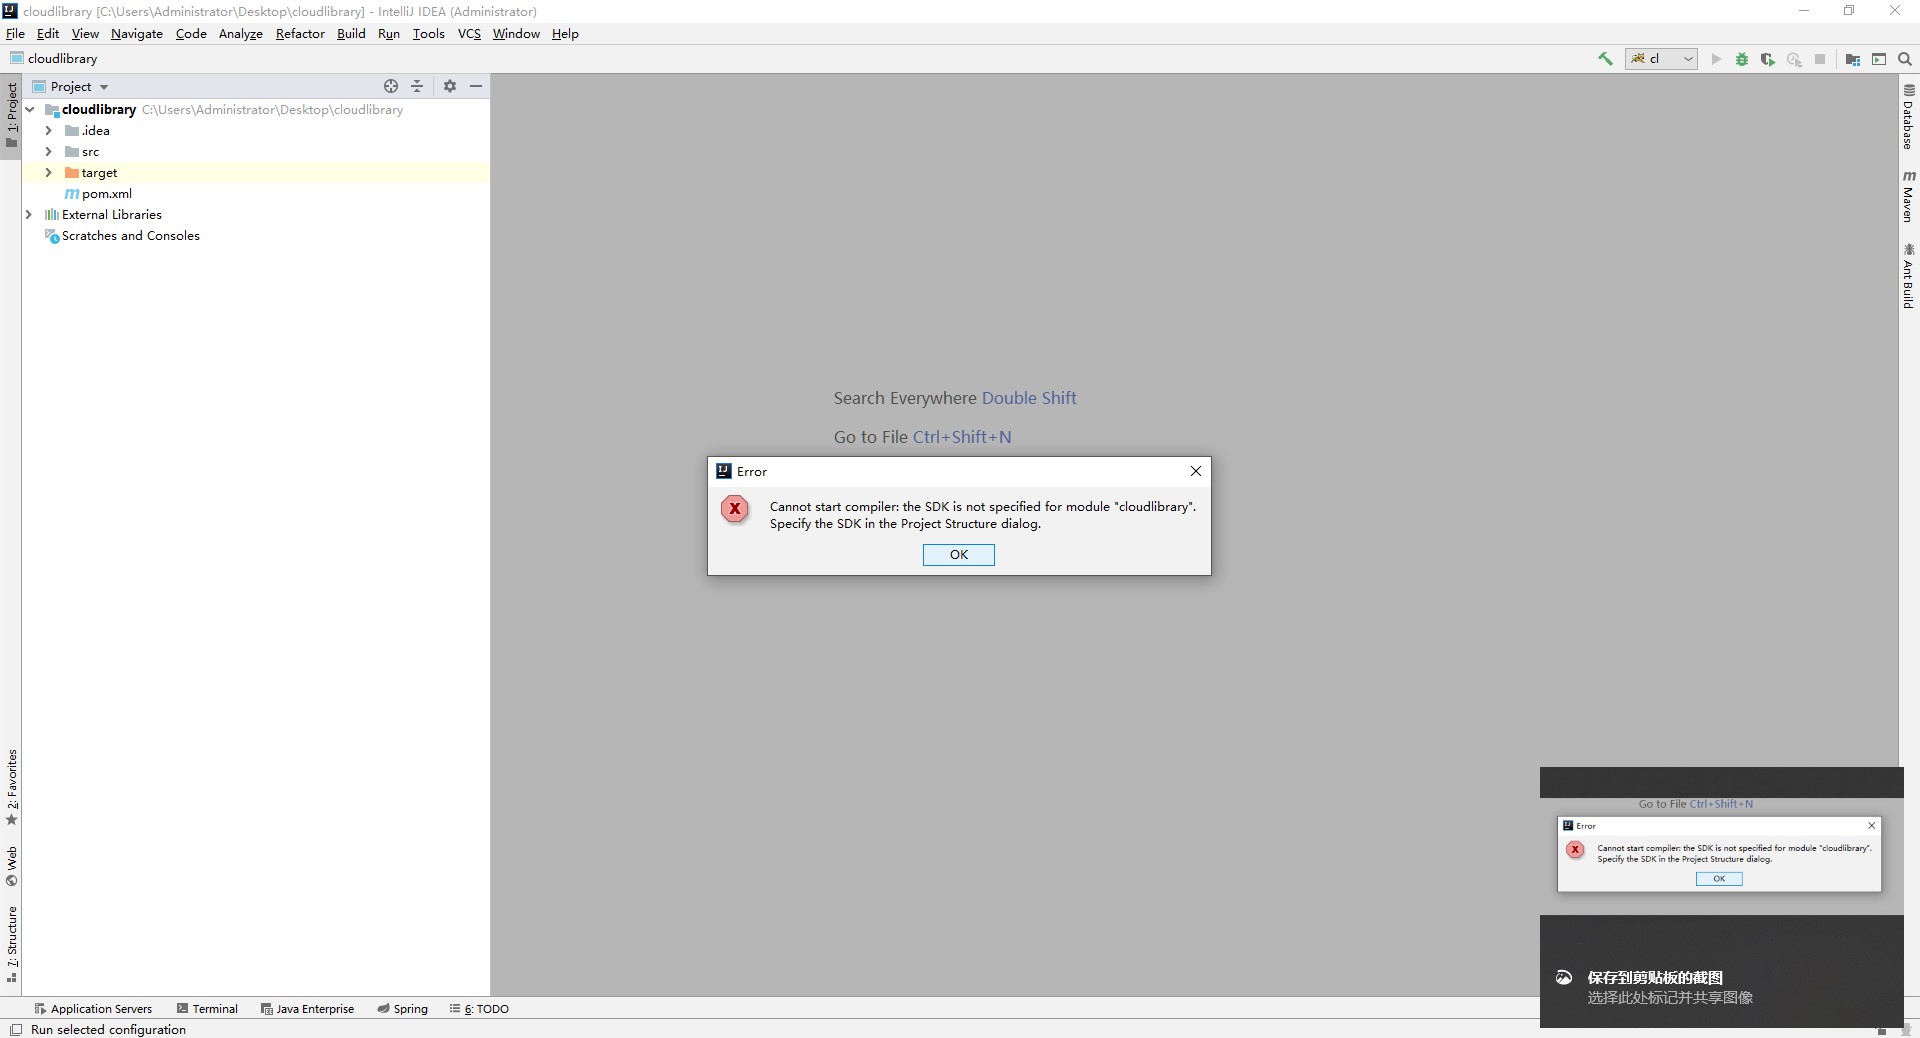 cloudlibrary [C:\Users\Administrator\Desktop\cloudlibrary] - IntelliJ IDEA (Administrator)
File Edit View Navigate Code Analyze Refactor Build Run Tools VCS Window Help
cloudlibrary
cl
1: Project
Project
cloudlibrary C:\Users\Administrator\Desktop\cloudlibrary
.idea
src
target
pom.xml
External Libraries
Scratches and Consoles
Database
Maven
Ant Build
Search Everywhere Double Shift
Go to File Ctrl+Shift+N
Error
Cannot start compiler: the SDK is not specified for module "cloudlibrary".
Specify the SDK in the Project Structure dialog.
OK
2: Favorites
Web
7: Structure
Go to File Ctrl+Shift+N
Error
Cannot start compiler: the SDK is not specified for module "cloudlibrary".
Specify the SDK in the Project Structure dialog.
OK
保存到剪贴板的截图
选择此处标记并共享图像
Application Servers Terminal Java Enterprise Spring 6: TODO
Run selected configuration